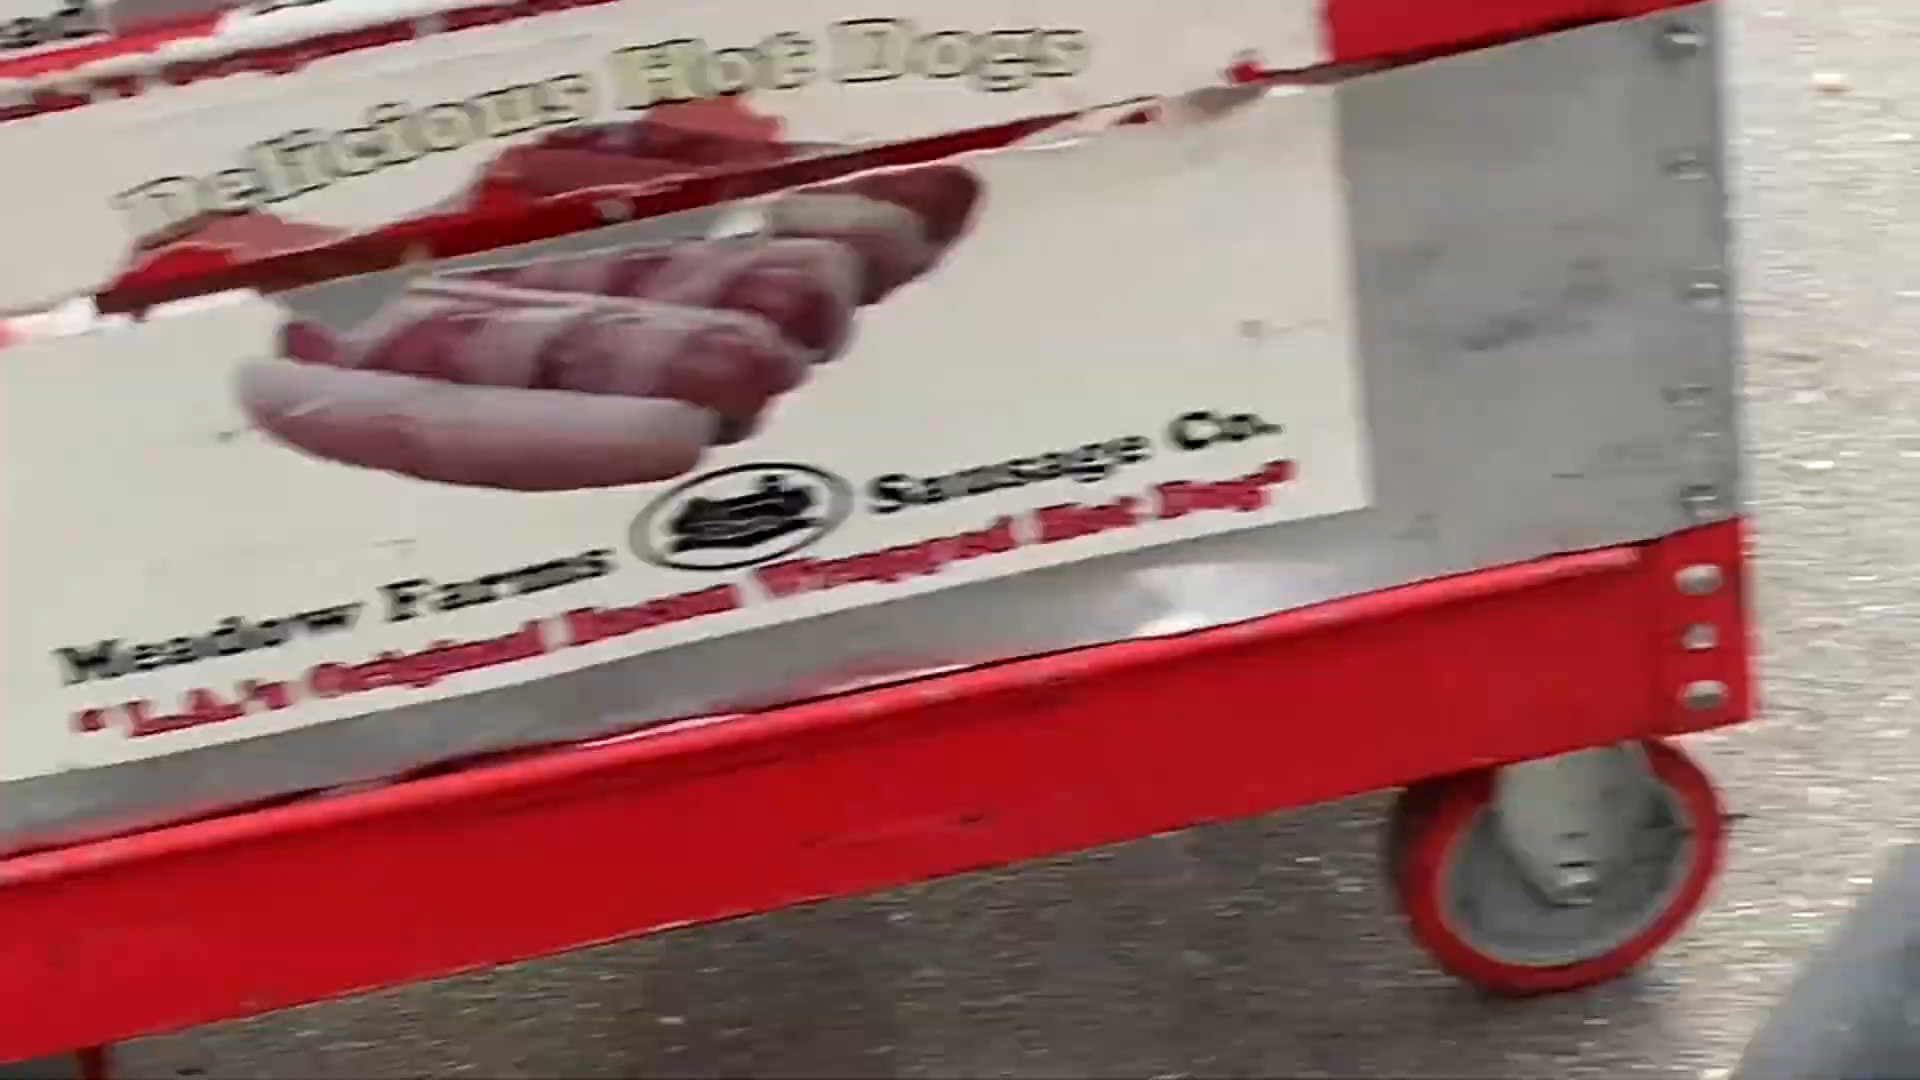 Delicious Hot Dogs
Meadow Farms Sausage Co.
"L.A.'s Original Bacon Wrapped Hot Dog"